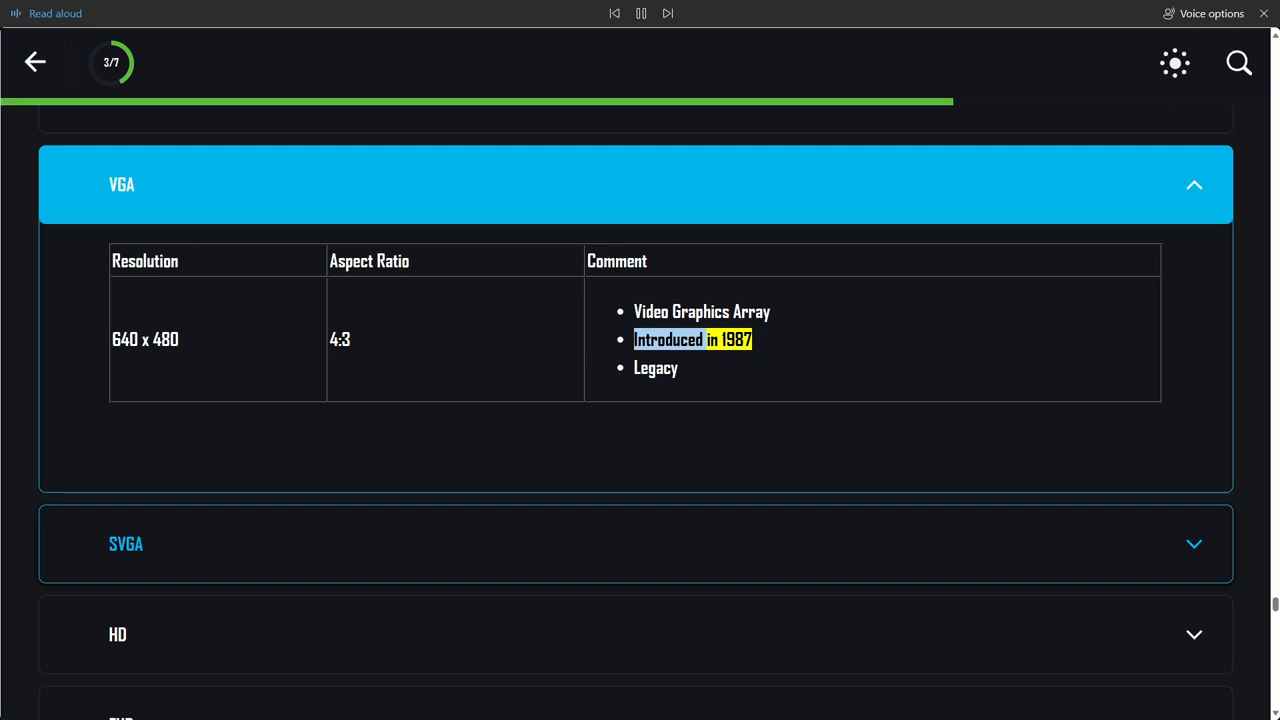 Read aloud
Voice options
3/7
VGA
Resolution Aspect Ratio Comment
640 x 480 4:3
Video Graphics Array
Introduced in 1987
Legacy
SVGA
HD